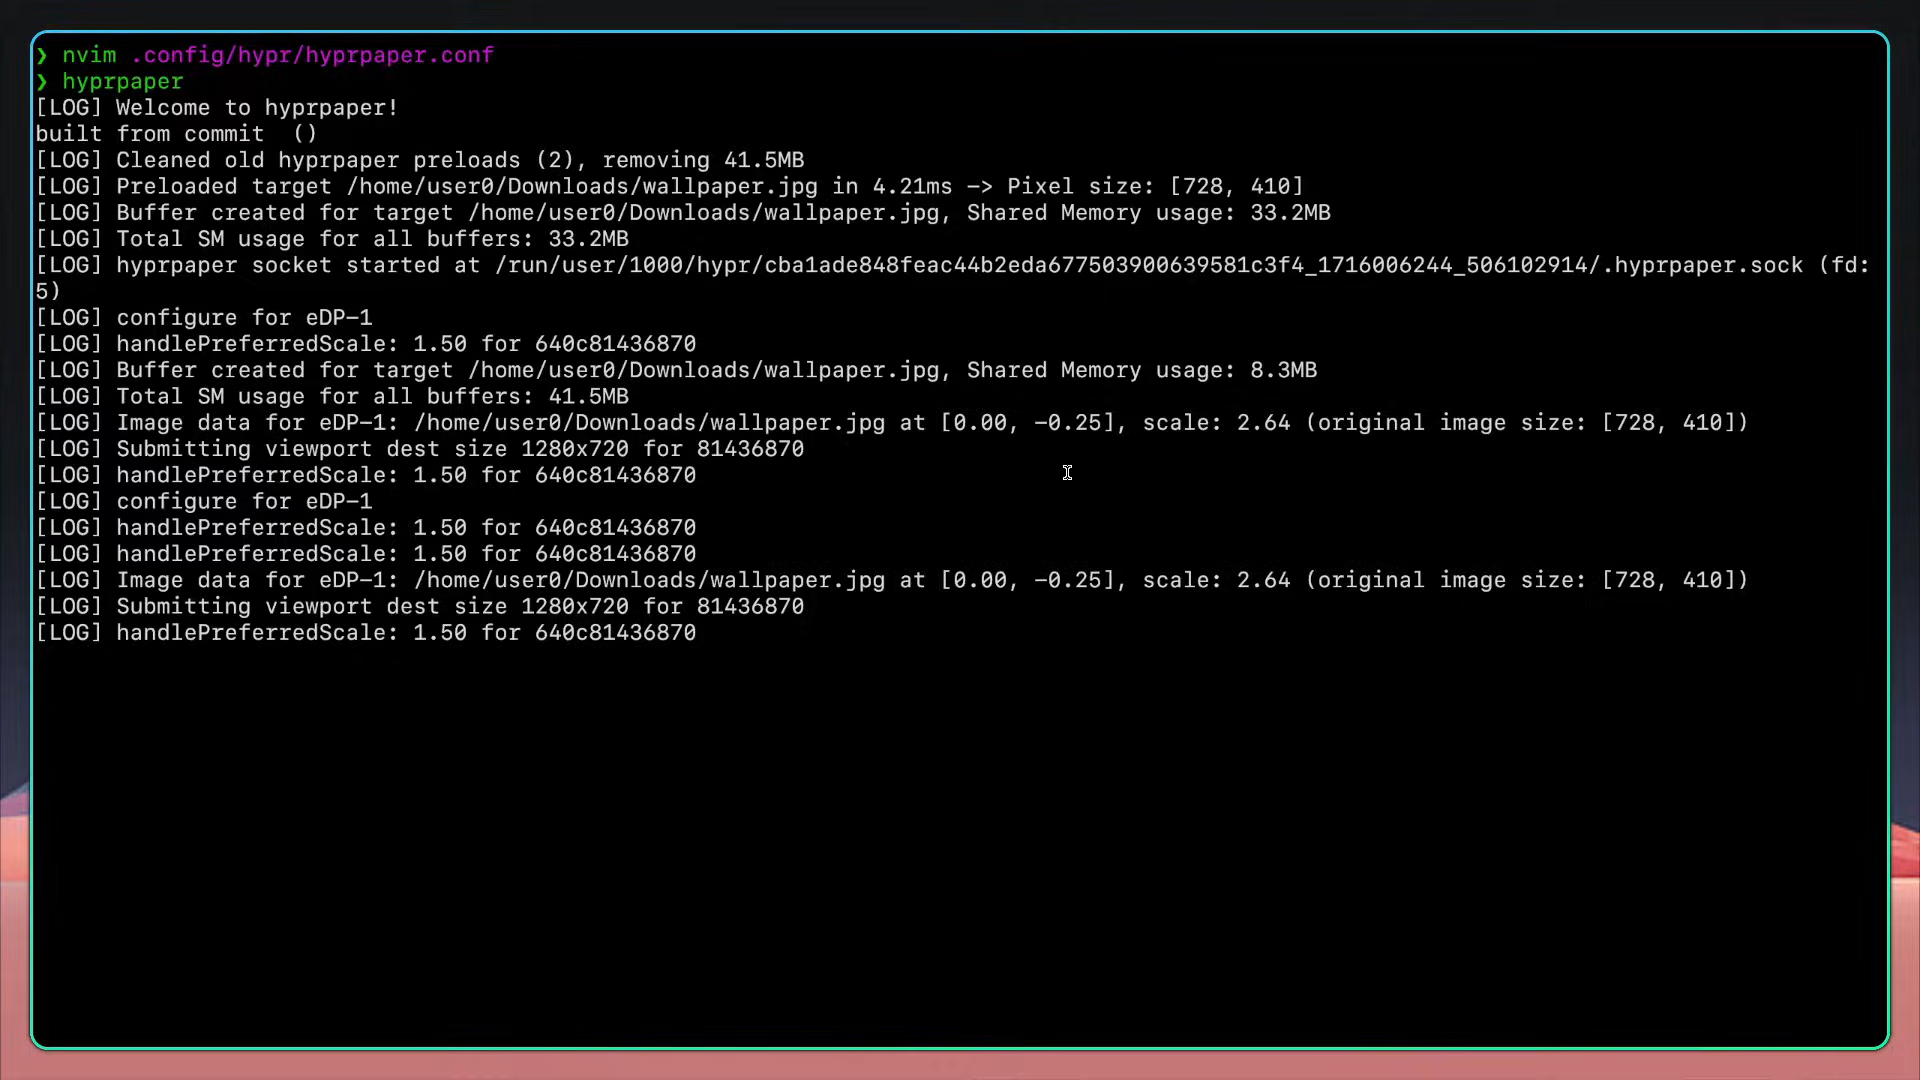 ❯ nvim .config/hypr/hyprpaper.conf
❯ hyprpaper
[LOG] Welcome to hyprpaper!
built from commit  ()
[LOG] Cleaned old hyprpaper preloads (2), removing 41.5MB
[LOG] Preloaded target /home/user0/Downloads/wallpaper.jpg in 4.21ms -> Pixel size: [728, 410]
[LOG] Buffer created for target /home/user0/Downloads/wallpaper.jpg, Shared Memory usage: 33.2MB
[LOG] Total SM usage for all buffers: 33.2MB
[LOG] hyprpaper socket started at /run/user/1000/hypr/cba1ade848feac44b2eda677503900639581c3f4_1716006244_506102914/.hyprpaper.sock (fd:
5)
[LOG] configure for eDP-1
[LOG] handlePreferredScale: 1.50 for 640c81436870
[LOG] Buffer created for target /home/user0/Downloads/wallpaper.jpg, Shared Memory usage: 8.3MB
[LOG] Total SM usage for all buffers: 41.5MB
[LOG] Image data for eDP-1: /home/user0/Downloads/wallpaper.jpg at [0.00, -0.25], scale: 2.64 (original image size: [728, 410])
[LOG] Submitting viewport dest size 1280x720 for 81436870
[LOG] handlePreferredScale: 1.50 for 640c81436870
[LOG] configure for eDP-1
[LOG] handlePreferredScale: 1.50 for 640c81436870
[LOG] handlePreferredScale: 1.50 for 640c81436870
[LOG] Image data for eDP-1: /home/user0/Downloads/wallpaper.jpg at [0.00, -0.25], scale: 2.64 (original image size: [728, 410])
[LOG] Submitting viewport dest size 1280x720 for 81436870
[LOG] handlePreferredScale: 1.50 for 640c81436870